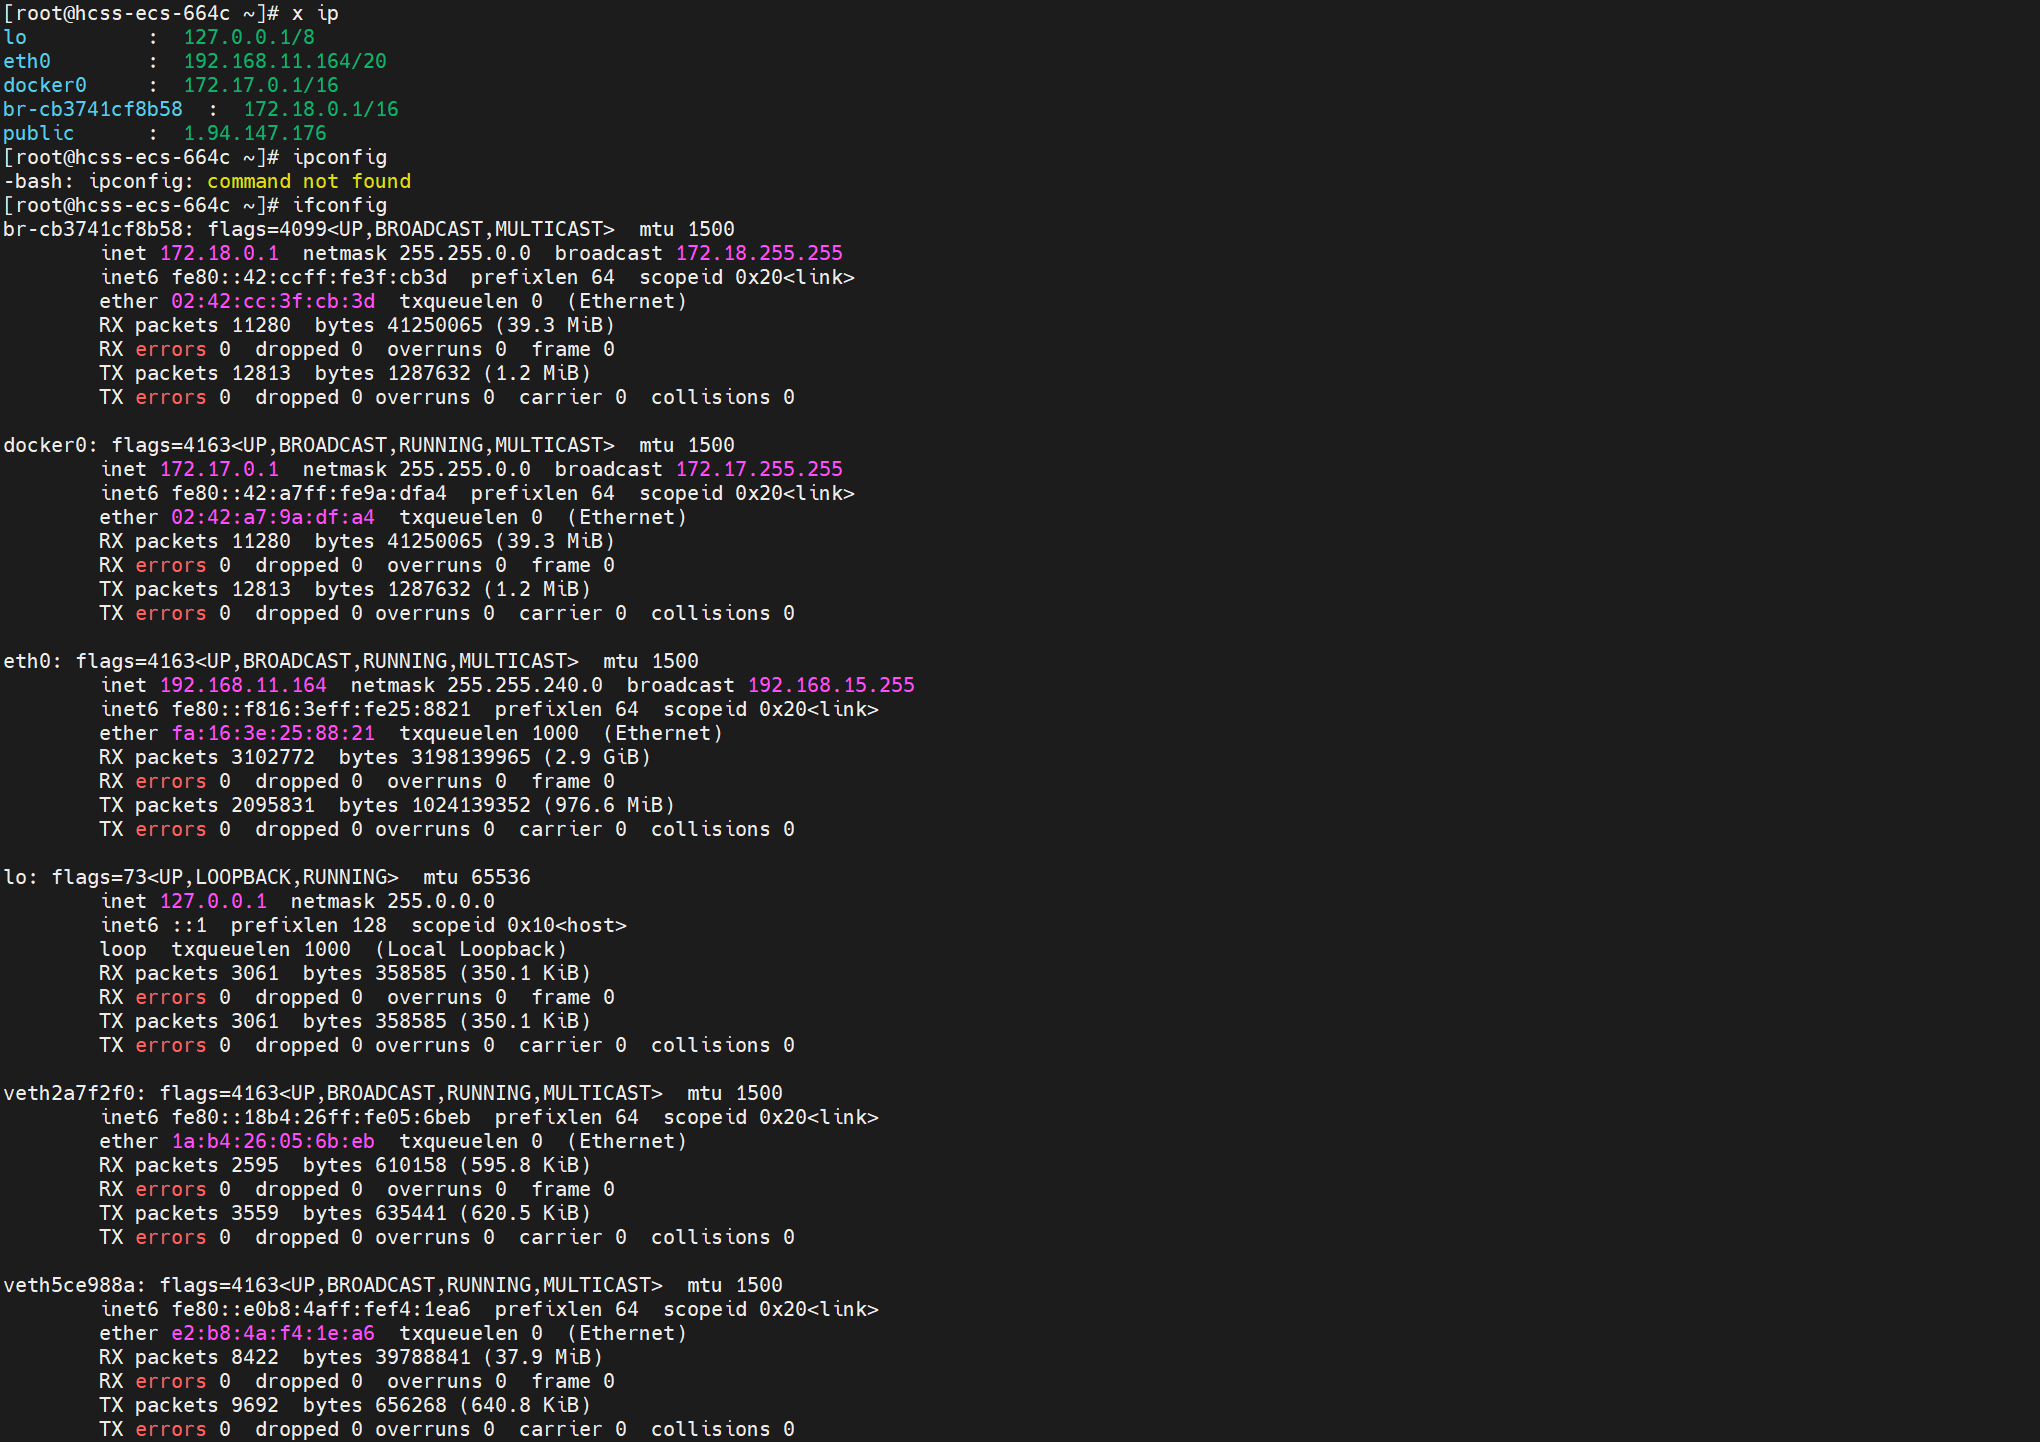 [root@hcss-ecs-664c ~]# x ip
lo          :  127.0.0.1/8
eth0        :  192.168.11.164/20
docker0     :  172.17.0.1/16
br-cb3741cf8b58  :  172.18.0.1/16
public      :  1.94.147.176
[root@hcss-ecs-664c ~]# ipconfig
-bash: ipconfig: command not found
[root@hcss-ecs-664c ~]# ifconfig
br-cb3741cf8b58: flags=4099<UP,BROADCAST,MULTICAST>  mtu 1500
        inet 172.18.0.1  netmask 255.255.0.0  broadcast 172.18.255.255
        inet6 fe80::42:ccff:fe3f:cb3d  prefixlen 64  scopeid 0x20<link>
        ether 02:42:cc:3f:cb:3d  txqueuelen 0  (Ethernet)
        RX packets 11280  bytes 41250065 (39.3 MiB)
        RX errors 0  dropped 0  overruns 0  frame 0
        TX packets 12813  bytes 1287632 (1.2 MiB)
        TX errors 0  dropped 0 overruns 0  carrier 0  collisions 0

docker0: flags=4163<UP,BROADCAST,RUNNING,MULTICAST>  mtu 1500
        inet 172.17.0.1  netmask 255.255.0.0  broadcast 172.17.255.255
        inet6 fe80::42:a7ff:fe9a:dfa4  prefixlen 64  scopeid 0x20<link>
        ether 02:42:a7:9a:df:a4  txqueuelen 0  (Ethernet)
        RX packets 11280  bytes 41250065 (39.3 MiB)
        RX errors 0  dropped 0  overruns 0  frame 0
        TX packets 12813  bytes 1287632 (1.2 MiB)
        TX errors 0  dropped 0 overruns 0  carrier 0  collisions 0

eth0: flags=4163<UP,BROADCAST,RUNNING,MULTICAST>  mtu 1500
        inet 192.168.11.164  netmask 255.255.240.0  broadcast 192.168.15.255
        inet6 fe80::f816:3eff:fe25:8821  prefixlen 64  scopeid 0x20<link>
        ether fa:16:3e:25:88:21  txqueuelen 1000  (Ethernet)
        RX packets 3102772  bytes 3198139965 (2.9 GiB)
        RX errors 0  dropped 0  overruns 0  frame 0
        TX packets 2095831  bytes 1024139352 (976.6 MiB)
        TX errors 0  dropped 0 overruns 0  carrier 0  collisions 0

lo: flags=73<UP,LOOPBACK,RUNNING>  mtu 65536
        inet 127.0.0.1  netmask 255.0.0.0
        inet6 ::1  prefixlen 128  scopeid 0x10<host>
        loop  txqueuelen 1000  (Local Loopback)
        RX packets 3061  bytes 358585 (350.1 KiB)
        RX errors 0  dropped 0  overruns 0  frame 0
        TX packets 3061  bytes 358585 (350.1 KiB)
        TX errors 0  dropped 0 overruns 0  carrier 0  collisions 0

veth2a7f2f0: flags=4163<UP,BROADCAST,RUNNING,MULTICAST>  mtu 1500
        inet6 fe80::18b4:26ff:fe05:6beb  prefixlen 64  scopeid 0x20<link>
        ether 1a:b4:26:05:6b:eb  txqueuelen 0  (Ethernet)
        RX packets 2595  bytes 610158 (595.8 KiB)
        RX errors 0  dropped 0  overruns 0  frame 0
        TX packets 3559  bytes 635441 (620.5 KiB)
        TX errors 0  dropped 0 overruns 0  carrier 0  collisions 0

veth5ce988a: flags=4163<UP,BROADCAST,RUNNING,MULTICAST>  mtu 1500
        inet6 fe80::e0b8:4aff:fef4:1ea6  prefixlen 64  scopeid 0x20<link>
        ether e2:b8:4a:f4:1e:a6  txqueuelen 0  (Ethernet)
        RX packets 8422  bytes 39788841 (37.9 MiB)
        RX errors 0  dropped 0  overruns 0  frame 0
        TX packets 9692  bytes 656268 (640.8 KiB)
        TX errors 0  dropped 0 overruns 0  carrier 0  collisions 0